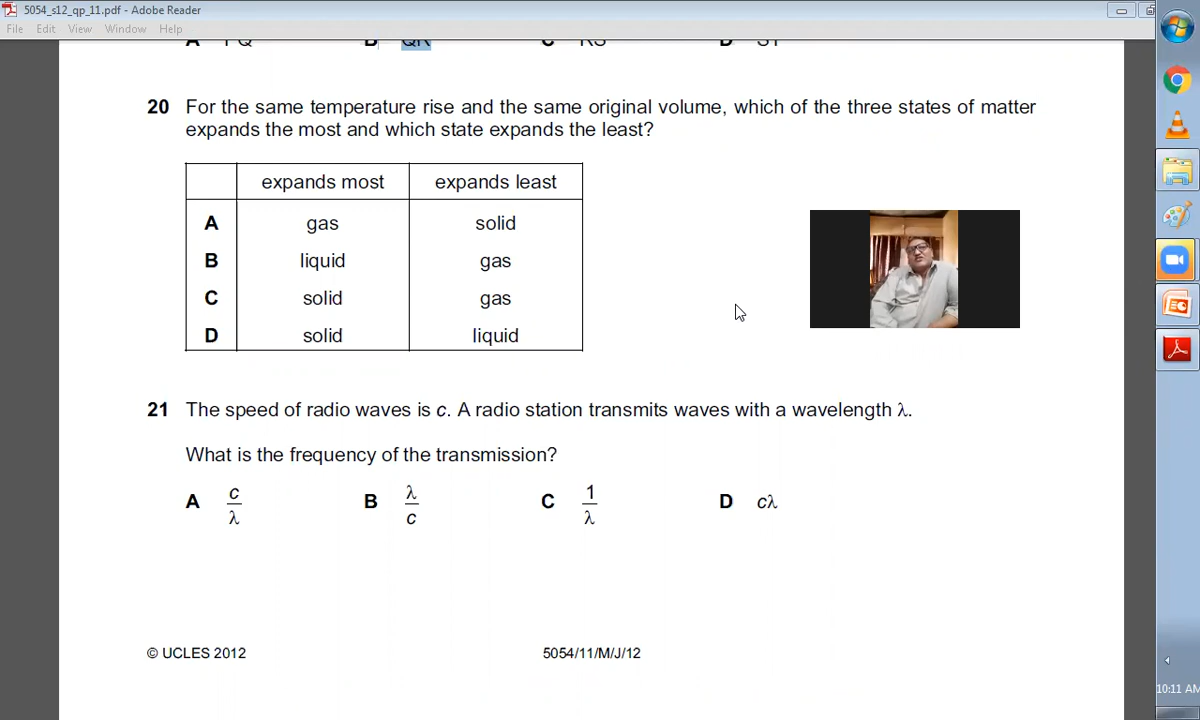 5054_s12_qp_11.pdf - Adobe Reader
File Edit View Window Help
A PQ B QR C RS D ST
20 For the same temperature rise and the same original volume, which of the three states of matter
expands the most and which state expands the least?
expands most expands least
A gas solid
B liquid gas
C solid gas
D solid liquid
21 The speed of radio waves is c. A radio station transmits waves with a wavelength λ.
What is the frequency of the transmission?
A c/λ B λ/c C 1/λ D cλ
© UCLES 2012 5054/11/M/J/12
10:11 AM